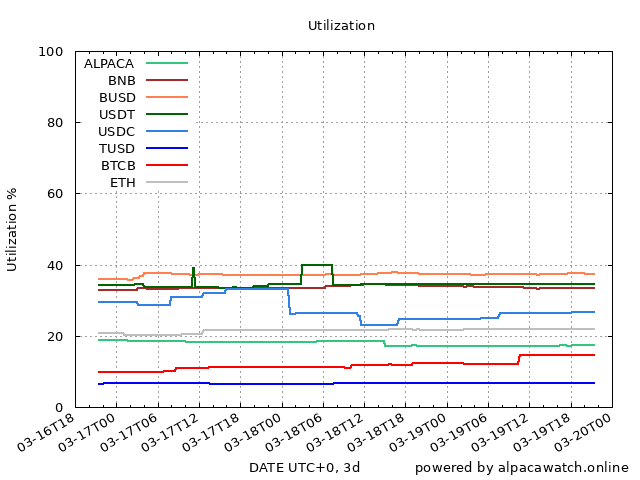 Utilization
Utilization %
100
80
60
40
20
0
ALPACA
BNB
BUSD
USDT
USDC
TUSD
BTCB
ETH
03-16T18
03-17T00
03-17T06
03-17T12
03-17T18
03-18T00
03-18T06
03-18T12
03-18T18
03-19T00
03-19T06
03-19T12
03-19T18
03-20T00
DATE UTC+0, 3d
powered by alpacawatch.online